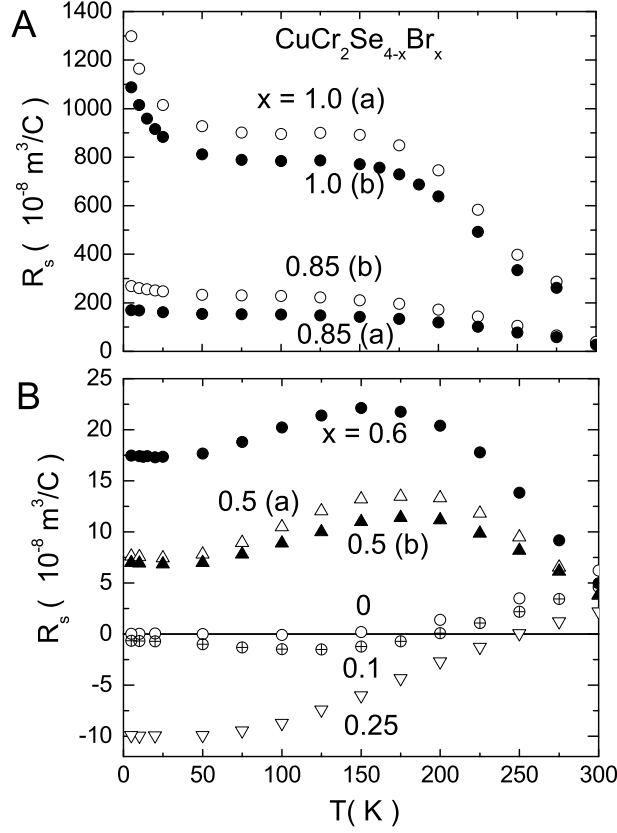 A
CuCr2Se4-xBrx
1400
1200
1000
800
600
400
200
0
Rs ( 10-8 m3/C)
x = 1.0 (a)
1.0 (b)
0.85 (b)
0.85 (a)
B
25
20
15
10
5
0
-5
-10
Rs ( 10-8 m3/C)
x = 0.6
0.5 (a)
0.5 (b)
0
0.1
0.25
0 50 100 150 200 250 300
T( K )